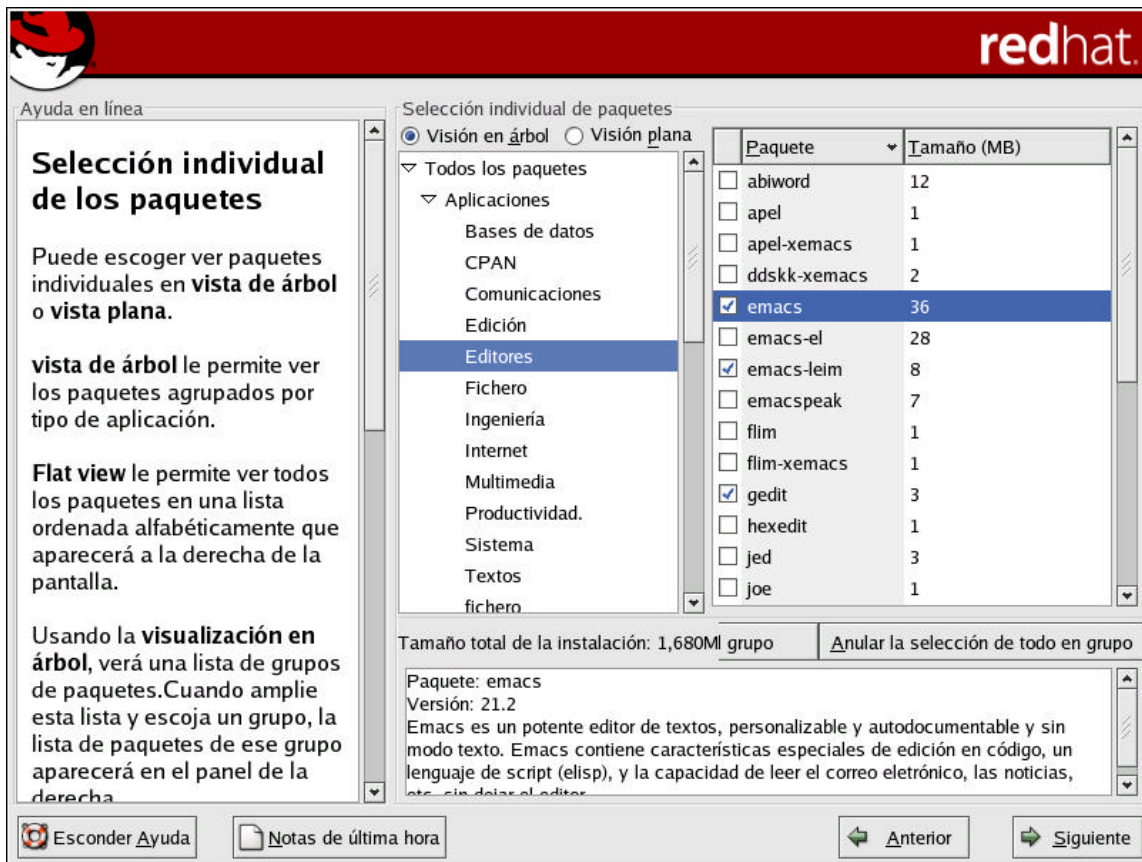 redhat.
Ayuda en línea
Selección individual
de los paquetes
Puede escoger ver paquetes
individuales en vista de árbol
o vista plana.
vista de árbol le permite ver
los paquetes agrupados por
tipo de aplicación.
Flat view le permite ver todos
los paquetes en una lista
ordenada alfabéticamente que
aparecerá a la derecha de la
pantalla.
Usando la visualización en
árbol, verá una lista de grupos
de paquetes.Cuando amplie
esta lista y escoja un grupo, la
lista de paquetes de ese grupo
aparecerá en el panel de la
derecha.
Selección individual de paquetes
Visión en árbol Visión plana
Todos los paquetes
Aplicaciones
Bases de datos
CPAN
Comunicaciones
Edición
Editores
Fichero
Ingeniería
Internet
Multimedia
Productividad.
Sistema
Textos
fichero
Paquete Tamaño (MB)
abiword 12
apel 1
apel-xemacs 1
ddskk-xemacs 2
emacs 36
emacs-el 28
emacs-leim 8
emacspeak 7
flim 1
flim-xemacs 1
gedit 3
hexedit 1
jed 3
joe 1
Tamaño total de la instalación: 1,680M grupo Anular la selección de todo en grupo
Paquete: emacs
Versión: 21.2
Emacs es un potente editor de textos, personalizable y autodocumentable y sin
modo texto. Emacs contiene características especiales de edición en código, un
lenguaje de script (elisp), y la capacidad de leer el correo eletrónico, las noticias,
etc. sin dejar el editor
Esconder Ayuda Notas de última hora Anterior Siguiente